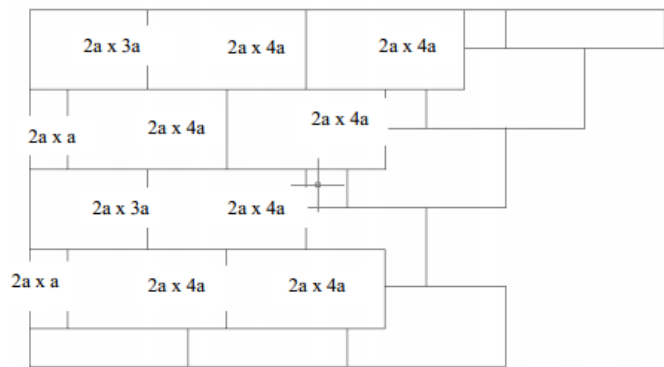 2a x 3a 2a x 4a 2a x 4a
2a x a 2a x 4a 2a x 4a
2a x 3a 2a x 4a
2a x a 2a x 4a 2a x 4a